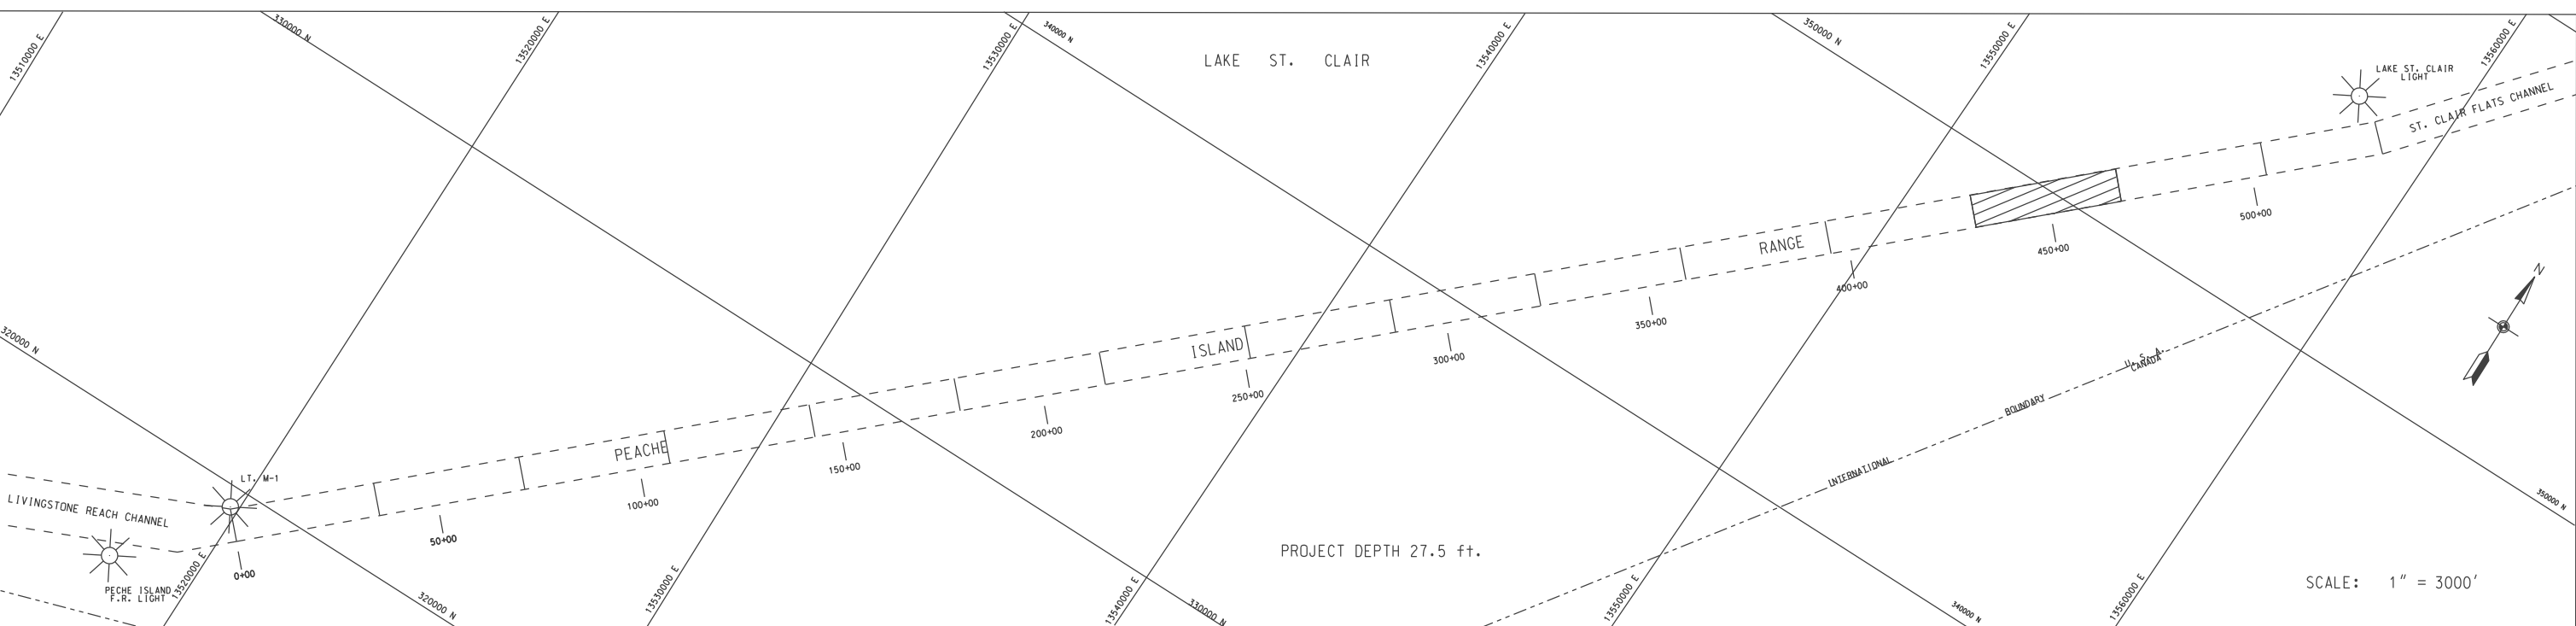 13510000 E
330000 N
13520000 E
13530000 E
340000 N
LAKE ST. CLAIR
13540000 E
350000 N
13550000 E
13560000 E
LAKE ST. CLAIR
LIGHT
ST. CLAIR FLATS CHANNEL
500+00
450+00
RANGE
400+00
350+00
N
320000 N
ISLAND
300+00
250+00
U. S. A.
CANADA
BOUNDARY
200+00
PEACHE
150+00
INTERNATIONAL
LT. M-1
100+00
350000 N
LIVINGSTONE REACH CHANNEL
50+00
0+00
PROJECT DEPTH 27.5 ft.
PECHE ISLAND
F.R. LIGHT
13520000 E
320000 N
13530000 E
13540000 E
330000 N
13550000 E
340000 N
13560000 E
SCALE: 1" = 3000'